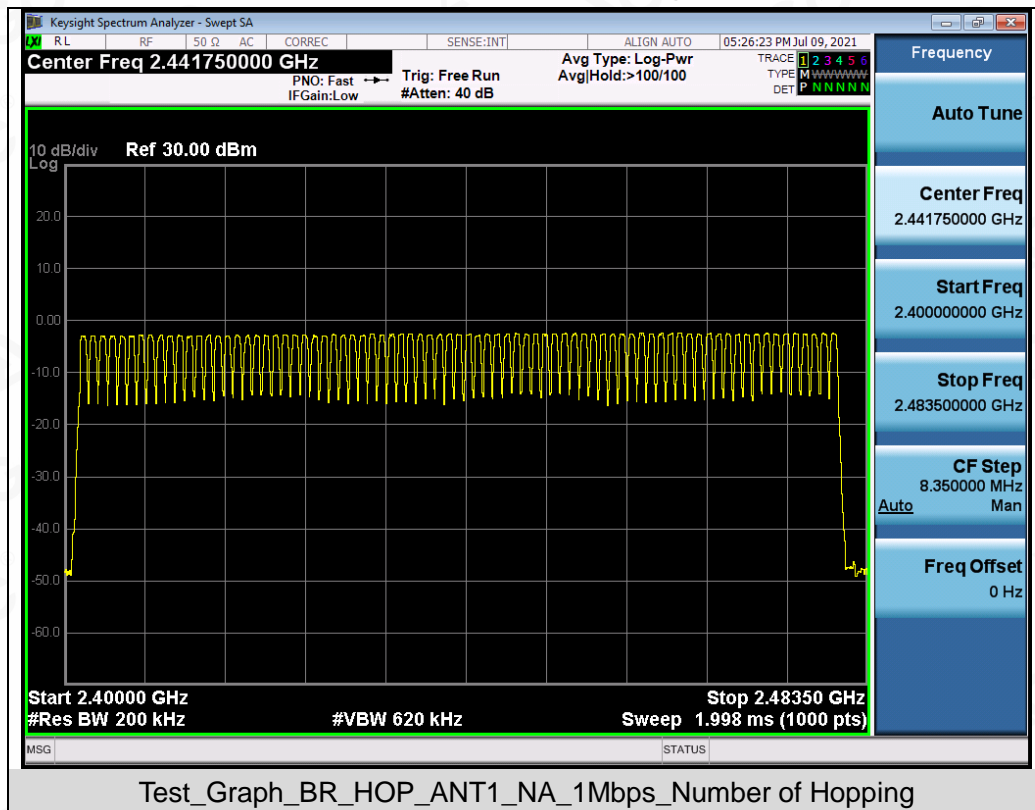 Keysight Spectrum Analyzer - Swept SA
LXI RL RF 50 Ω AC CORREC SENSE:INT ALIGN AUTO 05:26:23 PM Jul 09, 2021
Center Freq 2.441750000 GHz
PNO: Fast
IFGain:Low
Trig: Free Run
#Atten: 40 dB
Avg Type: Log-Pwr
Avg|Hold:>100/100
TRACE 1 2 3 4 5 6
TYPE M WWWWW
DET P N N N N N
10 dB/div Ref 30.00 dBm
Log
20.0
10.0
0.00
-10.0
-20.0
-30.0
-40.0
-50.0
-60.0
Start 2.40000 GHz Stop 2.48350 GHz
#Res BW 200 kHz #VBW 620 kHz Sweep 1.998 ms (1000 pts)
MSG STATUS
Frequency
Auto Tune
Center Freq
2.441750000 GHz
Start Freq
2.400000000 GHz
Stop Freq
2.483500000 GHz
CF Step
8.350000 MHz
Auto Man
Freq Offset
0 Hz
Test_Graph_BR_HOP_ANT1_NA_1Mbps_Number of Hopping